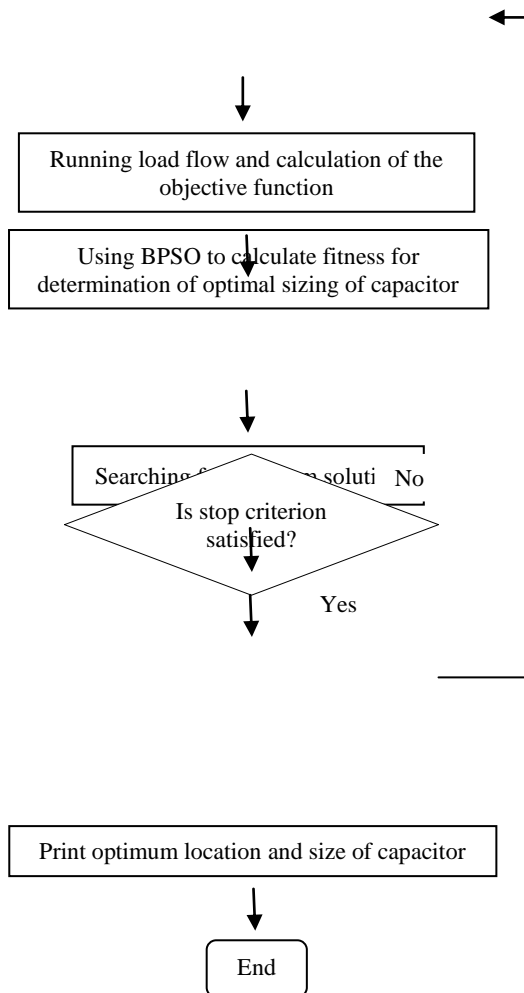 Running load flow and calculation of the
objective function
Using BPSO to calculate fitness for
determination of optimal sizing of capacitor
Searching
No
Is stop criterion
satisfied?
Yes
Print optimum location and size of capacitor
End